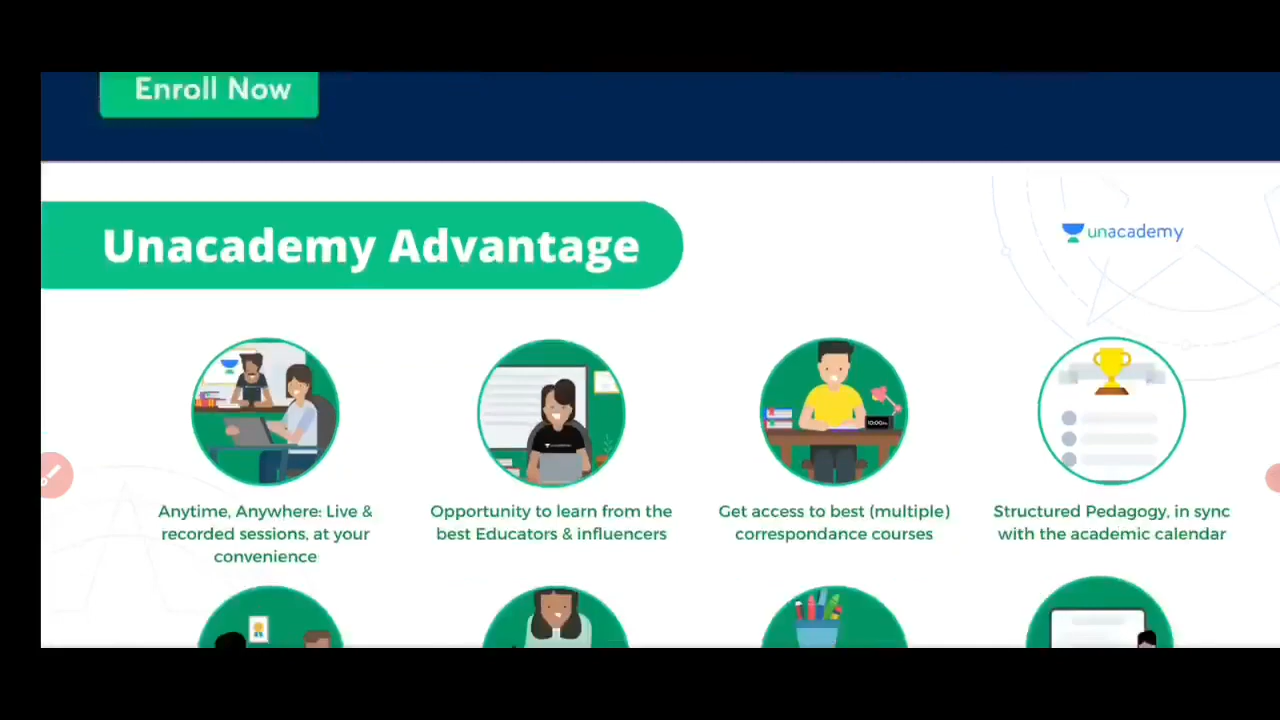 Enroll Now
Unacademy Advantage
unacademy
Anytime, Anywhere: Live &
recorded sessions, at your
convenience
Opportunity to learn from the
best Educators & influencers
Get access to best (multiple)
correspondance courses
Structured Pedagogy, in sync
with the academic calendar